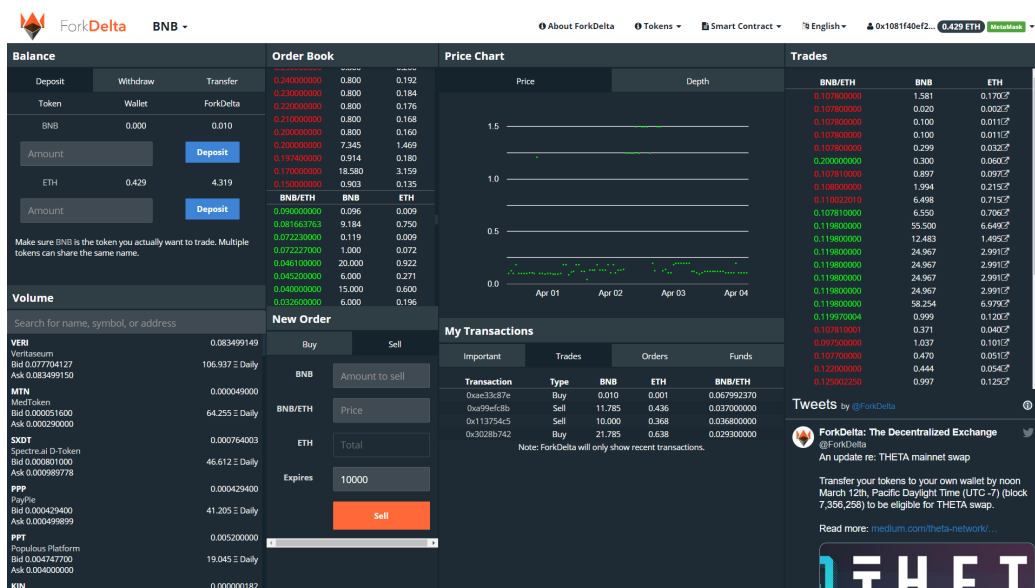 ForkDelta
BNB
About ForkDelta
Tokens
Smart Contract
English
0x1081f40ef2...
0.429 ETH
MetaMask
Balance
Deposit Withdraw Transfer
Token Wallet ForkDelta
BNB 0.000 0.010
Amount Deposit
ETH 0.429 4.319
Amount Deposit
Make sure BNB is the token you actually want to trade. Multiple
tokens can share the same name.
Volume
Search for name, symbol, or address
VERI 0.083499149
Veritaseum
Bid 0.077704127 106.937 Ξ Daily
Ask 0.083499150
MTN 0.000049000
MedToken
Bid 0.000051600 64.255 Ξ Daily
Ask 0.000290000
SXDT 0.000764003
Spectre.ai D-Token
Bid 0.000801000 46.612 Ξ Daily
Ask 0.000989778
PPP 0.000429400
PayPie
Bid 0.000429400 41.205 Ξ Daily
Ask 0.000499899
PPT 0.005200000
Populous Platform
Bid 0.004747700 19.045 Ξ Daily
Ask 0.004000000
KIN 0.000000182
Order Book
0.240000000 0.800 0.192
0.230000000 0.800 0.184
0.220000000 0.800 0.176
0.210000000 0.800 0.168
0.200000000 0.800 0.160
0.200000000 7.345 1.469
0.197400000 0.914 0.180
0.170000000 18.580 3.159
0.150000000 0.903 0.135
BNB/ETH BNB ETH
0.090000000 0.096 0.009
0.081663763 9.184 0.750
0.072230000 0.119 0.009
0.072227000 1.000 0.072
0.046100000 20.000 0.922
0.045200000 6.000 0.271
0.040000000 15.000 0.600
0.032600000 6.000 0.196
New Order
Buy Sell
BNB Amount to sell
BNB/ETH Price
ETH Total
Expires 10000
Sell
Price Chart
Price Depth
1.5
1.0
0.5
0.0
Apr 01 Apr 02 Apr 03 Apr 04
My Transactions
Important Trades Orders Funds
Transaction Type BNB ETH BNB/ETH
0xae33c87e Buy 0.010 0.001 0.067992370
0xa99efc8b Sell 11.785 0.436 0.037000000
0x113754c5 Sell 10.000 0.368 0.036800000
0x3028b742 Buy 21.785 0.638 0.029300000
Note: ForkDelta will only show recent transactions.
Trades
BNB/ETH BNB ETH
0.107800000 1.581 0.170
0.107800000 0.020 0.002
0.107800000 0.100 0.011
0.107800000 0.100 0.011
0.107800000 0.299 0.032
0.200000000 0.300 0.060
0.107810000 0.897 0.097
0.108000000 1.994 0.215
0.110022010 6.498 0.715
0.107810000 6.550 0.706
0.119800000 55.500 6.649
0.119800000 12.483 1.495
0.119800000 24.967 2.991
0.119800000 24.967 2.991
0.119800000 24.967 2.991
0.119800000 24.967 2.991
0.119800000 58.254 6.979
0.119970004 0.999 0.120
0.107810001 0.371 0.040
0.097500000 1.037 0.101
0.107700000 0.470 0.051
0.122000000 0.444 0.054
0.125002250 0.997 0.125
Tweets by @ForkDelta
ForkDelta: The Decentralized Exchange
@ForkDelta
An update re: THETA mainnet swap
Transfer your tokens to your own wallet by noon
March 12th, Pacific Daylight Time (UTC -7) (block
7,356,258) to be eligible for THETA swap.
Read more: medium.com/theta-network/...
THET